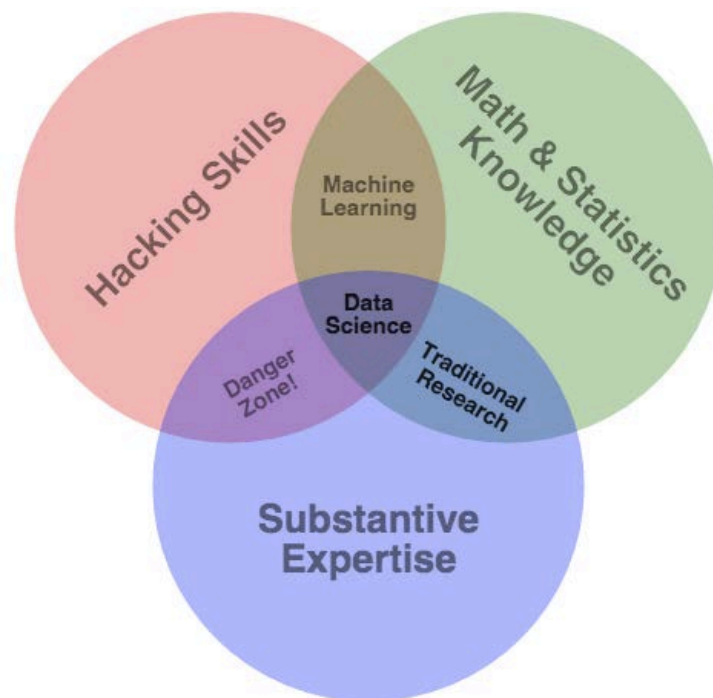 Hacking Skills
Math & Statistics
Knowledge
Machine
Learning
Data
Science
Danger
Zone!
Traditional
Research
Substantive
Expertise